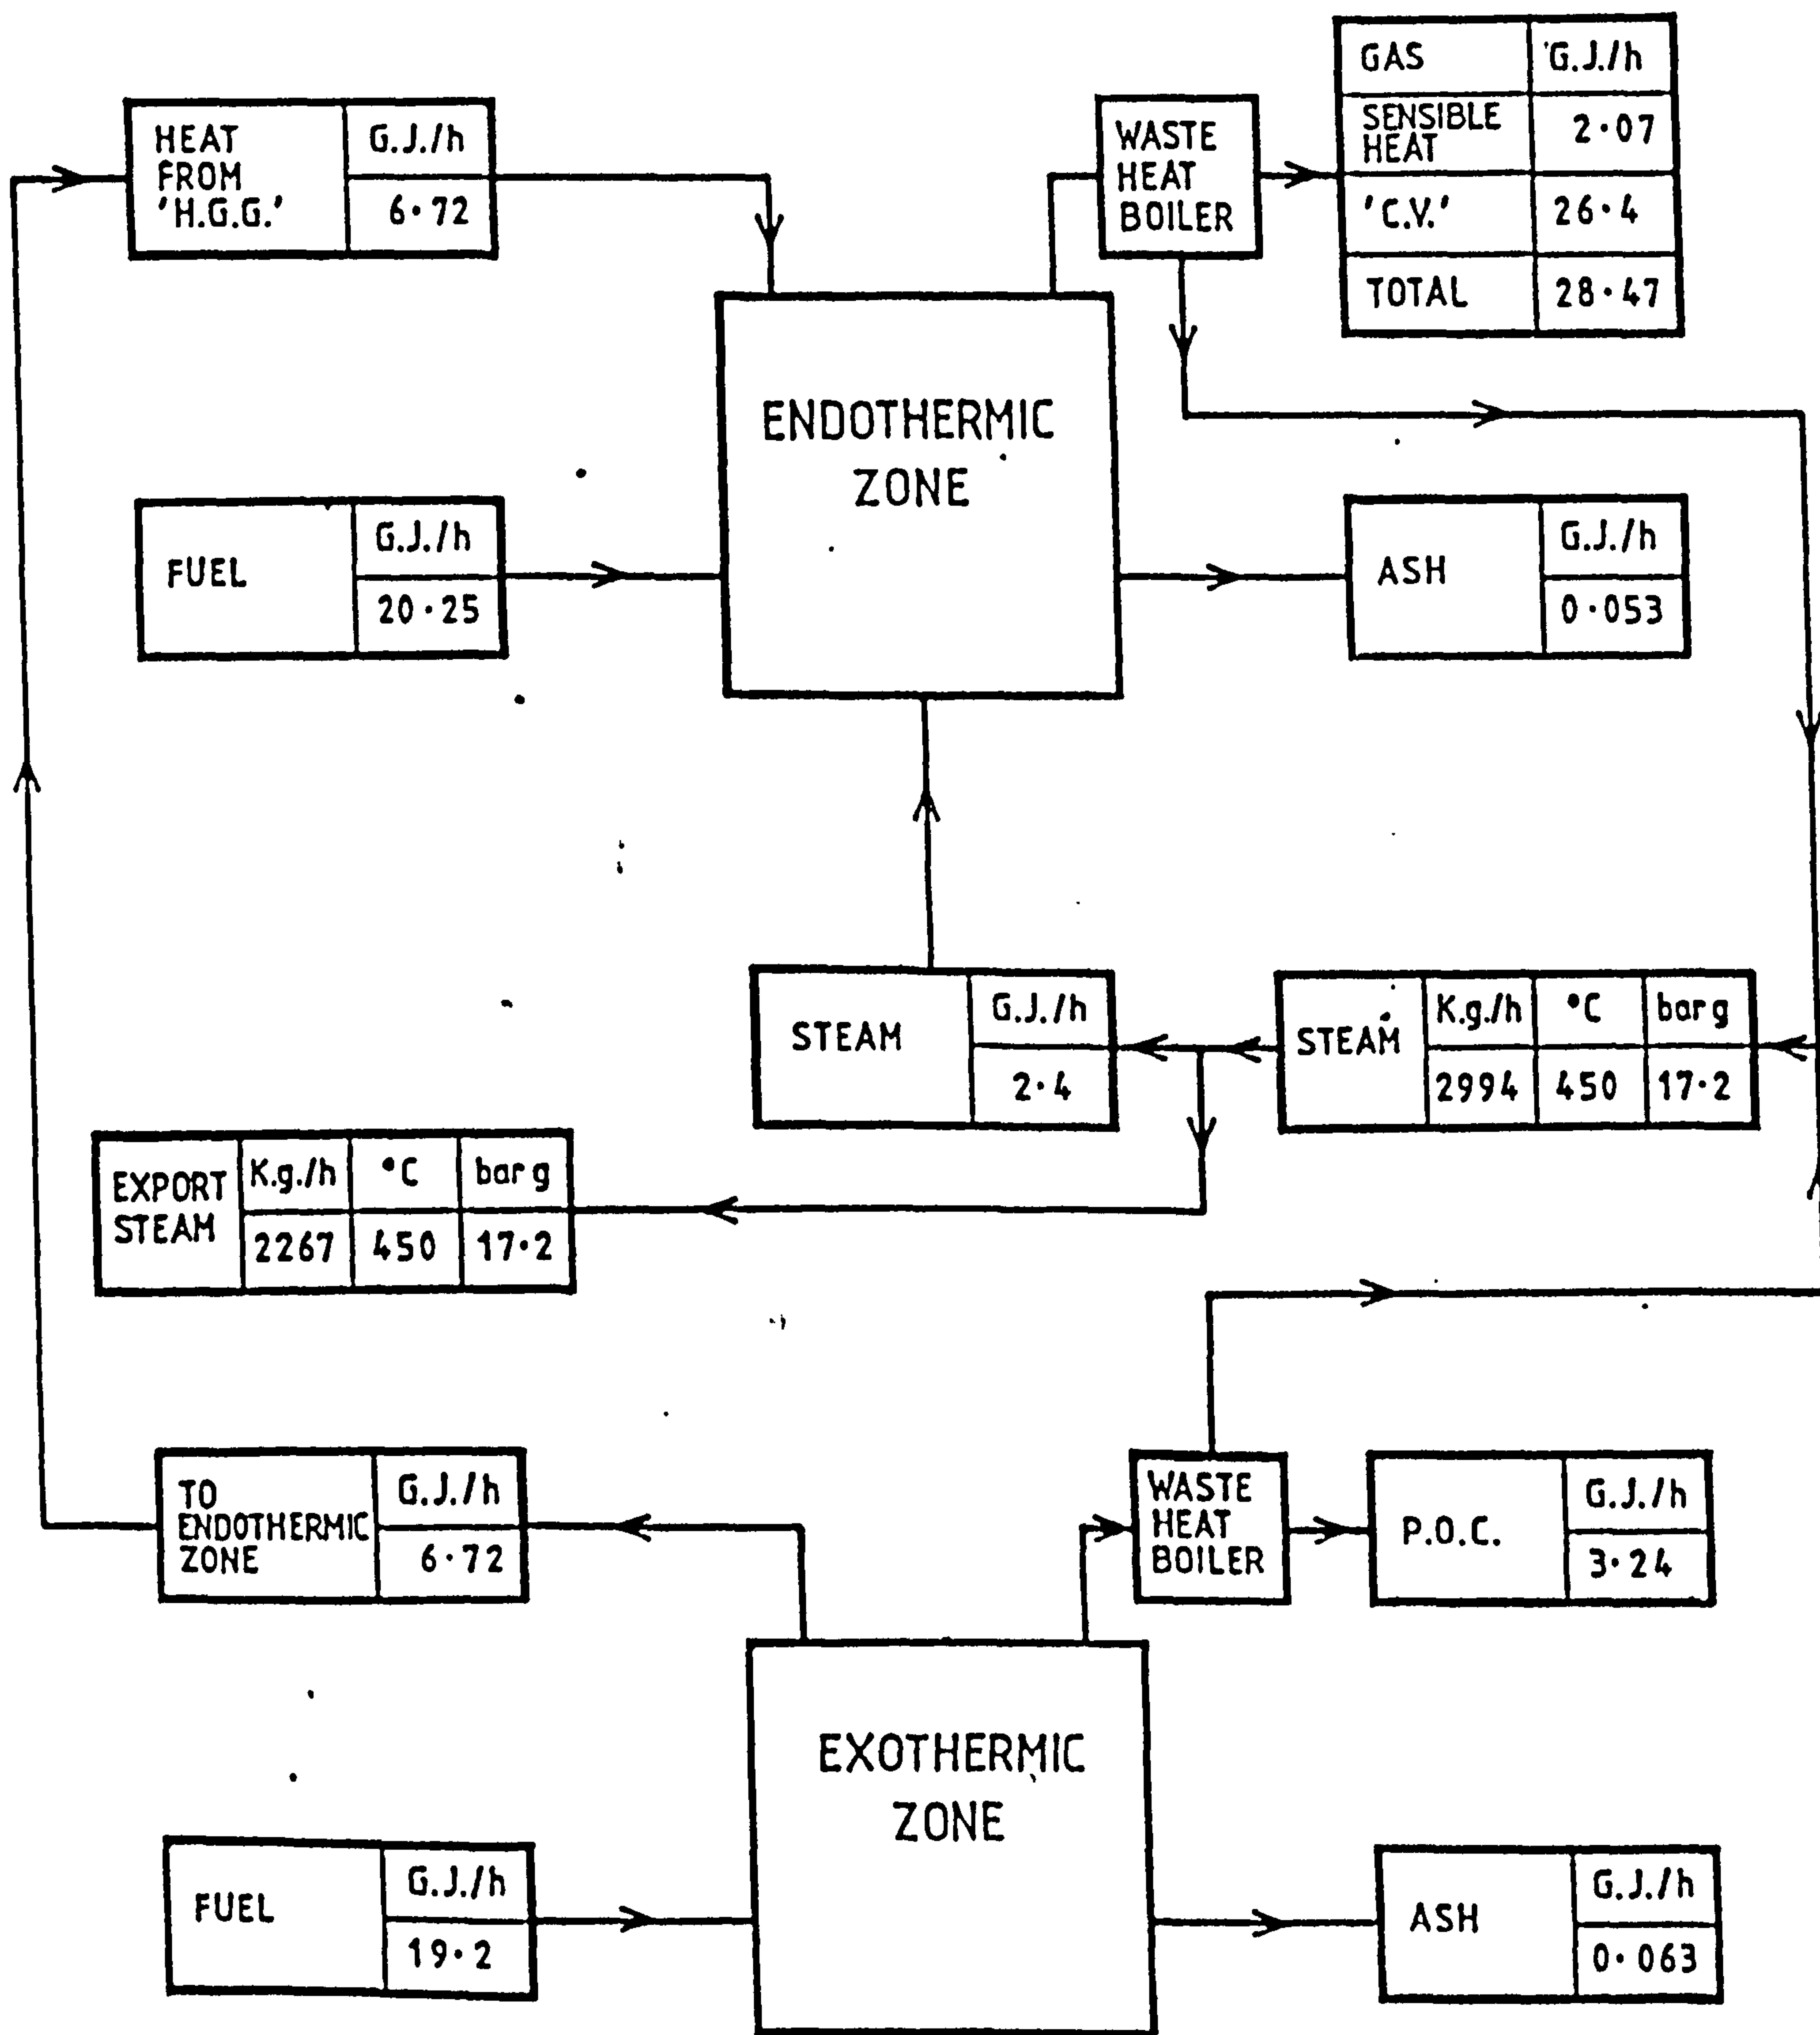 GAS G.J./h
SENSIBLE
HEAT 2·07
'C.V.' 26·4
TOTAL 28·47
HEAT
FROM
'H.G.G.'
G.J./h
6·72
WASTE
HEAT
BOILER
ENDOTHERMIC
ZONE
FUEL
G.J./h
20·25
ASH
G.J./h
0·053
STEAM
G.J./h
2·4
STEAM
K.g./h °C bar g
2994 450 17·2
EXPORT
STEAM
K.g./h °C bar g
2267 450 17·2
TO
ENDOTHERMIC
ZONE
G.J./h
6·72
WASTE
HEAT
BOILER
P.O.C.
G.J./h
3·24
EXOTHERMIC
ZONE
FUEL
G.J./h
19·2
ASH
G.J./h
0·063